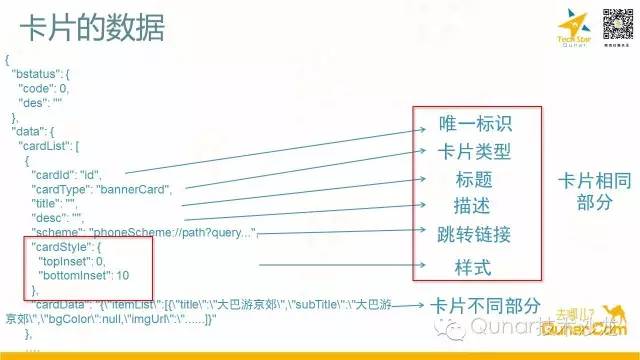 卡片的数据
Tech Star
Qunar
{
"bstatus": {
"code": 0,
"des": ""
},
"data": {
"cardList": [
{
"cardId": "id",
"cardType": "bannerCard",
"title": "",
"desc": "",
"scheme": "phoneScheme://path?query...",
"cardStyle": {
"topInset": 0,
"bottomInset": 10
},
"cardData": "{\"itemList\":[{\"title\":\"大巴游京郊\",\"subTitle\":\"大巴游
京郊\",\"bgColor\":null,\"imgUrl\":\"......]}"
},
....
唯一标识
卡片类型
标题
描述
跳转链接
样式
卡片相同
部分
卡片不同部分
去哪儿?
Qunar.Com